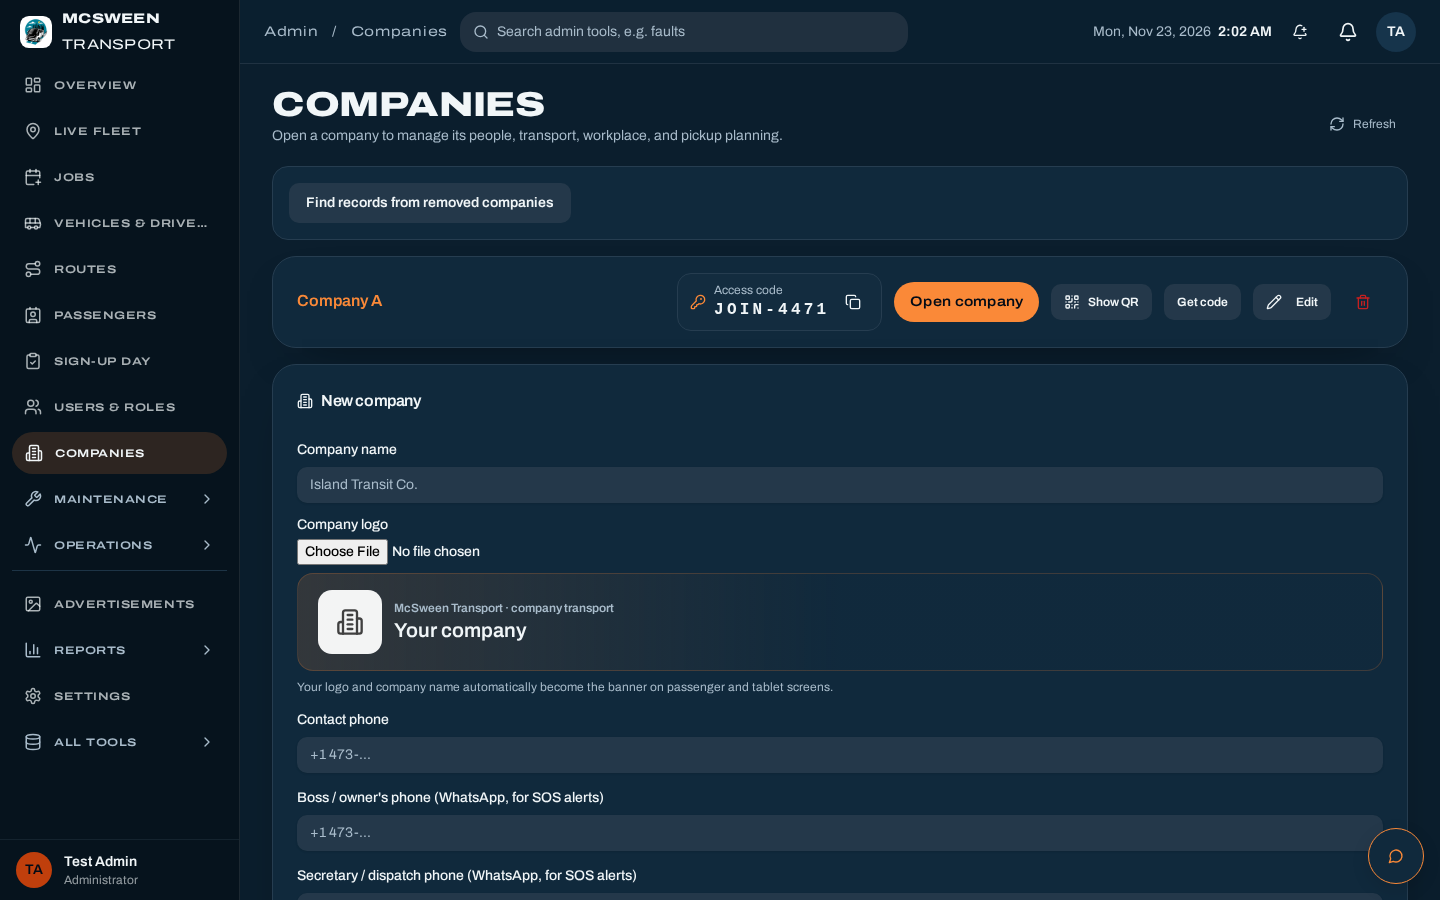 MCSWEEN
TRANSPORT
OVERVIEW
LIVE FLEET
JOBS
VEHICLES & DRIVE...
ROUTES
PASSENGERS
SIGN-UP DAY
USERS & ROLES
COMPANIES
MAINTENANCE
OPERATIONS
ADVERTISEMENTS
REPORTS
SETTINGS
ALL TOOLS
TA
Test Admin
Administrator
Admin / Companies
Search admin tools, e.g. faults
Mon, Nov 23, 2026 2:02 AM
TA
COMPANIES
Open a company to manage its people, transport, workplace, and pickup planning.
Refresh
Find records from removed companies
Company A
Access code
JOIN-4471
Open company
Show QR
Get code
Edit
New company
Company name
Island Transit Co.
Company logo
Choose File No file chosen
McSween Transport · company transport
Your company
Your logo and company name automatically become the banner on passenger and tablet screens.
Contact phone
+1 473-...
Boss / owner's phone (WhatsApp, for SOS alerts)
+1 473-...
Secretary / dispatch phone (WhatsApp, for SOS alerts)